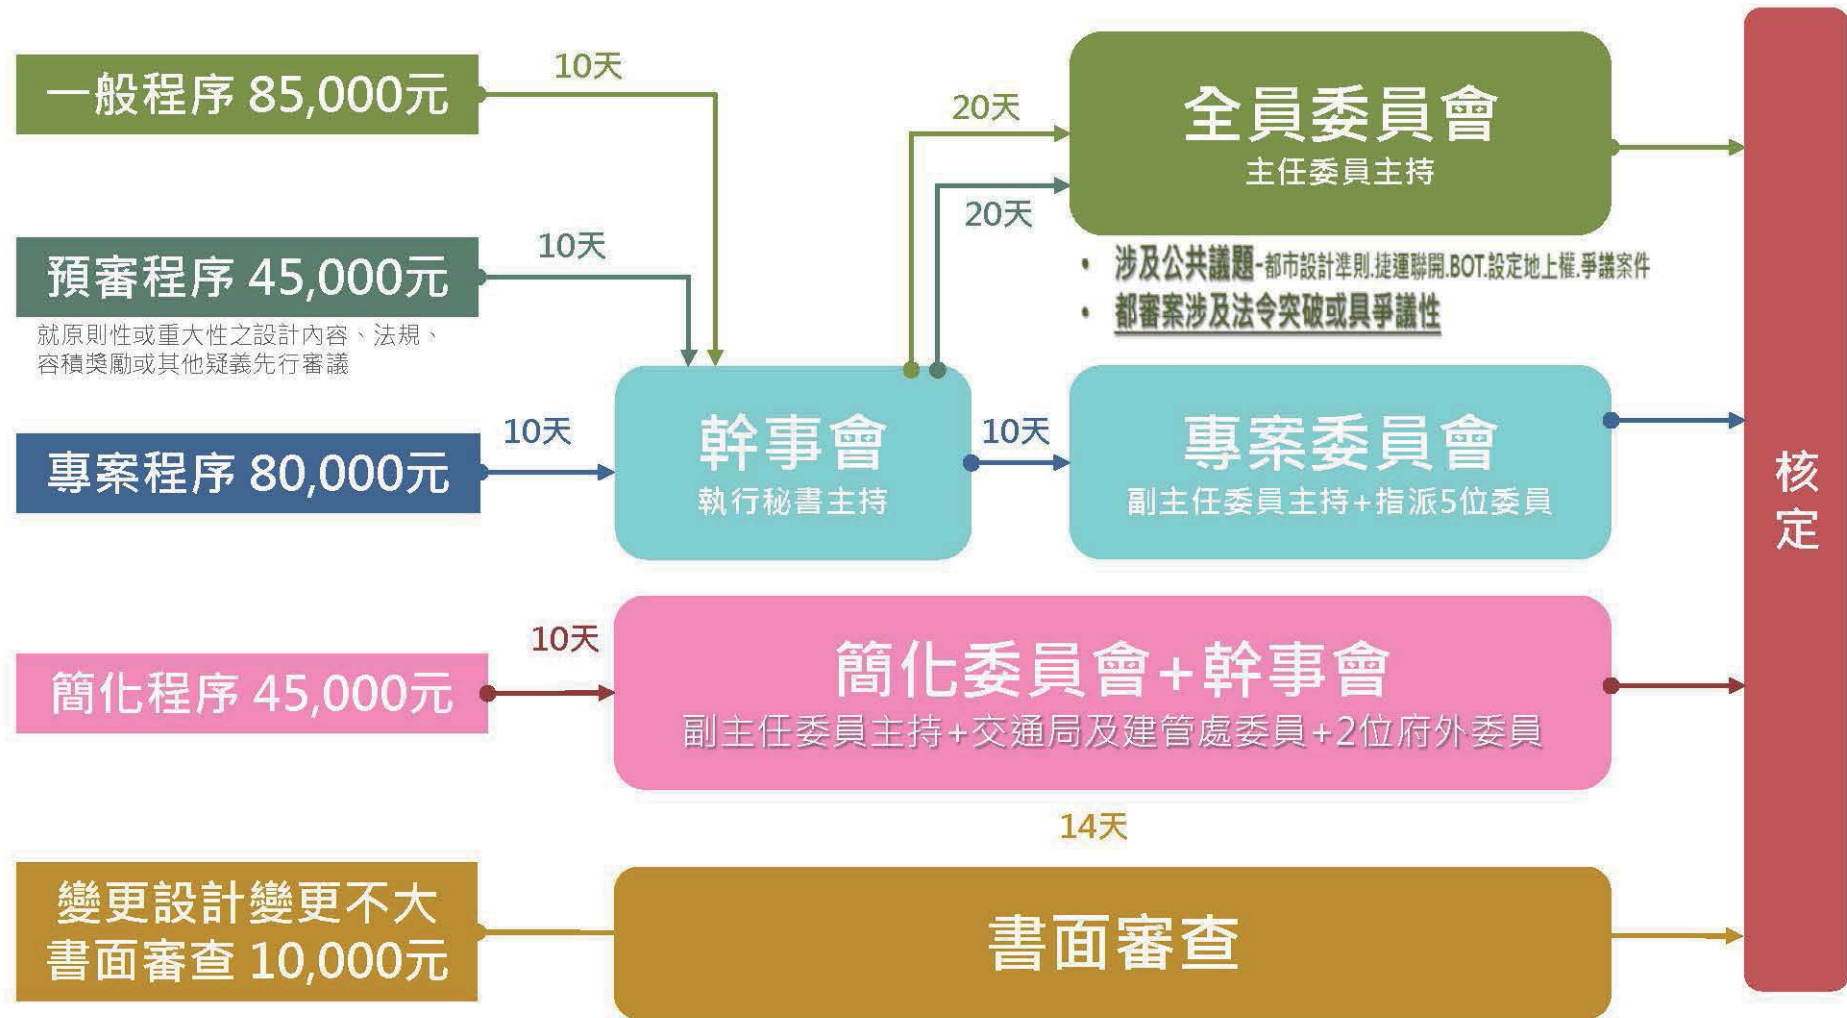 一般程序 85,000元
10天
20天
全員委員會
主任委員主持
預審程序 45,000元
10天
20天
就原則性或重大性之設計內容、法規、
容積獎勵或其他疑義先行審議
• 涉及公共議題-都市設計準則.捷運聯開.BOT.設定地上權.爭議案件
• 都審案涉及法令突破或具爭議性
專案程序 80,000元
10天
幹事會
執行秘書主持
10天
專案委員會
副主任委員主持+指派5位委員
核定
簡化程序 45,000元
10天
簡化委員會+幹事會
副主任委員主持+交通局及建管處委員+2位府外委員
14天
變更設計變更不大
書面審查 10,000元
書面審查